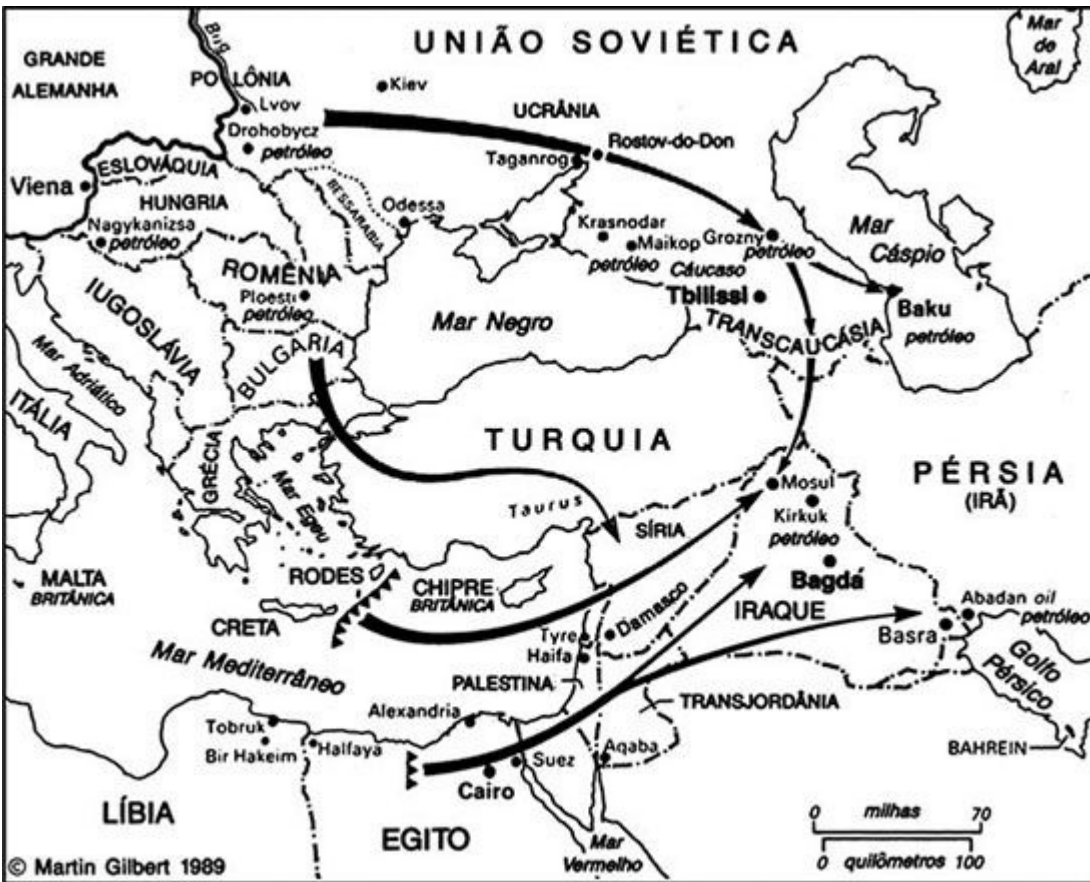 UNIÃO SOVIÉTICA
Mar
de
Aral
GRANDE
ALEMANHA
Bug
POLÔNIA
Kiev
Lvov
UCRÂNIA
Drohobycz
petróleo
Rostov-do-Don
Taganrog
ESLOVÁQUIA
Viena
HUNGRIA
BESSARABIA
Odessa
Nagykanizsa
petróleo
Krasnodar
Maikop
petróleo
Grozny
petróleo
Mar
Cáspio
Cáucaso
ROMÊNIA
Ploesti
petróleo
Tbilissi
Baku
petróleo
IUGOSLÁVIA
Mar Negro
TRANSCAUCÁSIA
BULGARIA
Mar Adriático
ITÁLIA
TURQUIA
GRÉCIA
Mar Egeu
PÉRSIA
(IRÃ)
Mosul
Taurus
SÍRIA
Kirkuk
petróleo
MALTA
BRITÂNICA
RODES
CHIPRE
BRITÂNICA
Bagdá
IRAQUE
Damasco
Abadan oil
petróleo
CRETA
Tyre
Haifa
Basra
Golfo
Pérsico
Mar Mediterrâneo
PALESTINA
TRANSJORDÂNIA
Alexandria
Tobruk
Bir Hakeim
Halfaya
Suez
Aqaba
BAHREIN
Cairo
LÍBIA
EGITO
Mar
Vermelho
0 milhas 70
0 quilômetros 100
© Martin Gilbert 1989